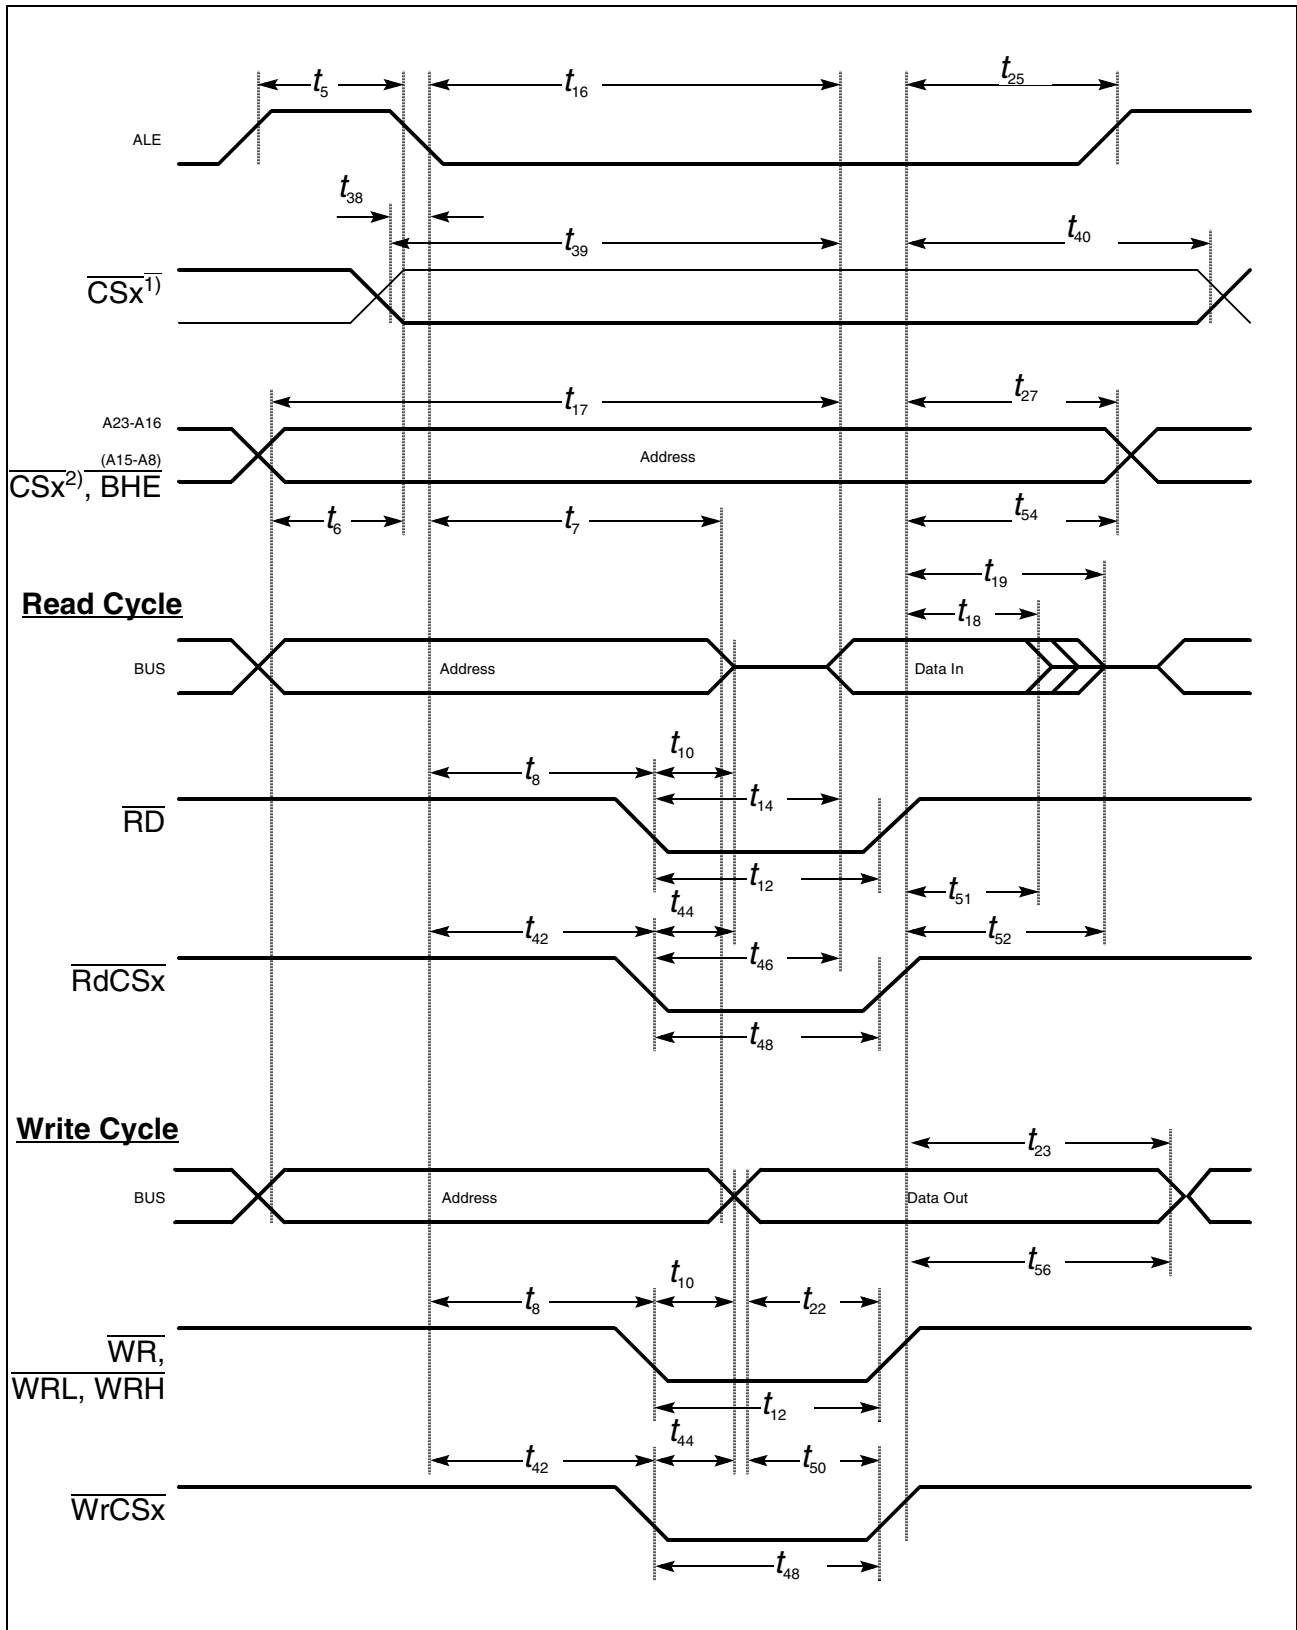 t5 t16 t25
ALE
t38
t39 t40
CSx1)
t17 t27
A23-A16
(A15-A8)
Address
CSx2), BHE
t6 t7 t54
t19
Read Cycle
t18
BUS Address Data In
t10
t8
t14
RD
t12 t51
t44
t42 t52
t46
RdCSx
t48
Write Cycle
t23
BUS Address Data Out
t56
t10
t8 t22
WR,
WRL, WRH
t12
t44
t42 t50
WrCSx
t48